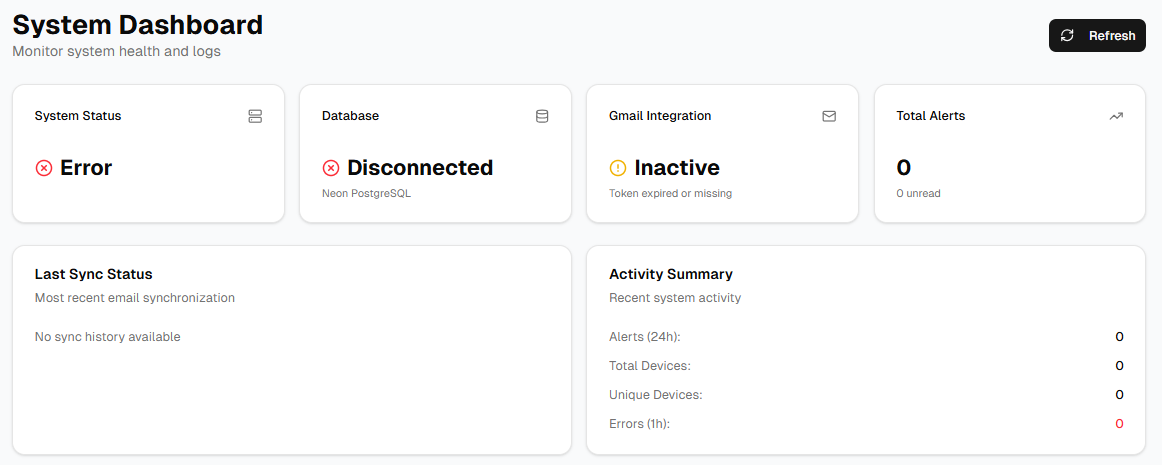 System Dashboard
Monitor system health and logs
Refresh
System Status
Error
Database
Disconnected
Neon PostgreSQL
Gmail Integration
Inactive
Token expired or missing
Total Alerts
0
0 unread
Last Sync Status
Most recent email synchronization
No sync history available
Activity Summary
Recent system activity
Alerts (24h): 0
Total Devices: 0
Unique Devices: 0
Errors (1h): 0